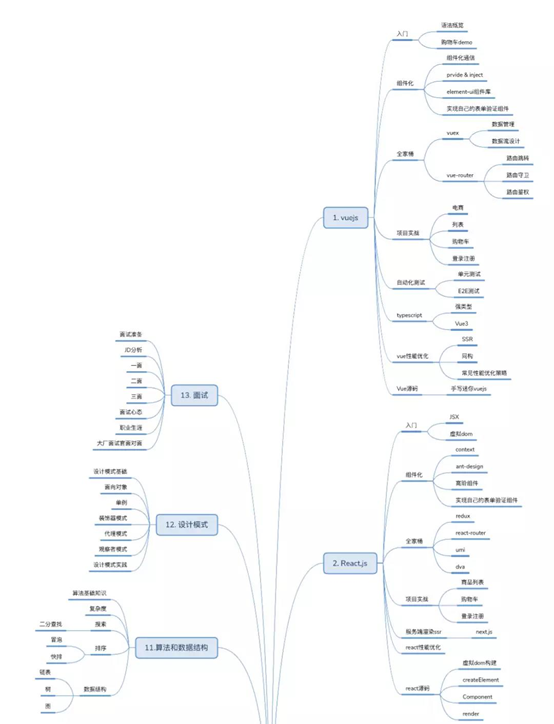 1. vuejs
入门
语法概览
购物车demo
组件化
组件化通信
prvide & inject
element-ui组件库
实现自己的表单验证组件
全家桶
vuex
数据管理
数据流设计
vue-router
路由跳转
路由守卫
路由鉴权
项目实战
电商
列表
购物车
登录注册
自动化测试
单元测试
E2E测试
typescript
强类型
Vue3
vue性能优化
SSR
同构
常见性能优化策略
Vue源码
手写迷你vuejs
2. React.js
入门
JSX
虚拟dom
组件化
context
ant-design
高阶组件
实现自己的表单验证组件
全家桶
redux
react-router
umi
dva
项目实战
商品列表
购物车
登录注册
服务端渲染ssr
next.js
react性能优化
react源码
虚拟dom构建
createElement
Component
render
13. 面试
面试准备
JD分析
一面
二面
三面
面试心态
职业生涯
大厂面试官面对面
12. 设计模式
设计模式基础
面向对象
单例
装饰器模式
代理模式
观察者模式
设计模式实践
11.算法和数据结构
算法基础知识
复杂度
搜索
二分查找
排序
冒泡
快排
数据结构
链表
树
图